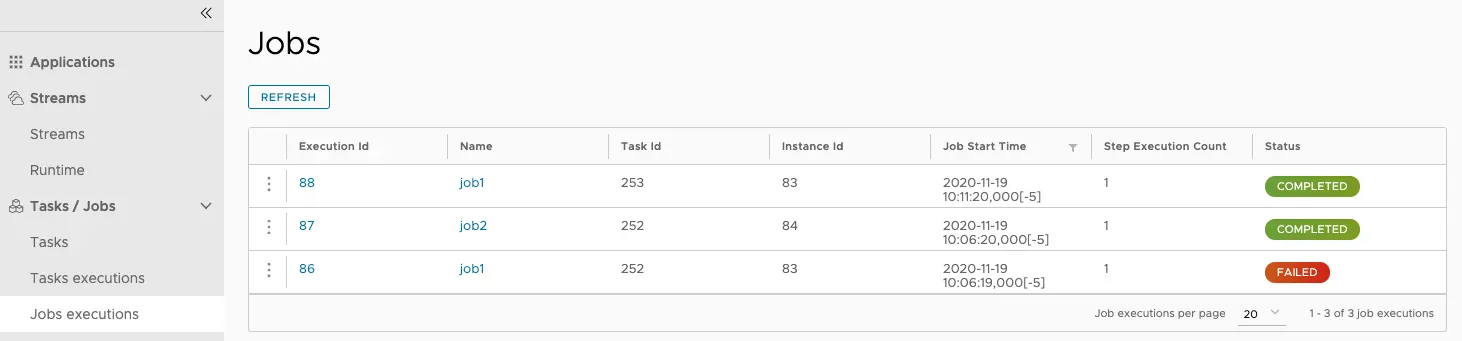 Applications
Streams
Streams
Runtime
Tasks / Jobs
Tasks
Tasks executions
Jobs executions
Jobs
REFRESH
Execution Id Name Task Id Instance Id Job Start Time Step Execution Count Status
88 job1 253 83 2020-11-19 1 COMPLETED
10:11:20,000[-5]
87 job2 252 84 2020-11-19 1 COMPLETED
10:06:20,000[-5]
86 job1 252 83 2020-11-19 1 FAILED
10:06:19,000[-5]
Job executions per page 20 1 - 3 of 3 job executions